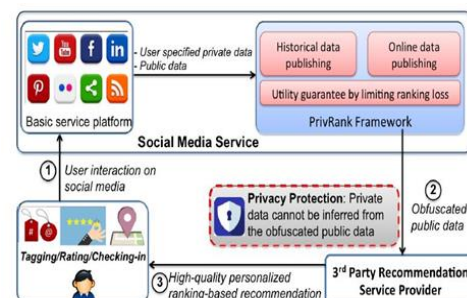 - User specified private data
- Public data
Historical data
publishing
Online data
publishing
Utility guarantee by limiting ranking loss
PrivRank Framework
Basic service platform
Social Media Service
1
User interaction on
social media
Privacy Protection: Private
data cannot be inferred from
the obfuscated public data
2
Obfuscated
public data
Tagging/Rating/Checking-in
3
High-quality personalized
ranking-based recommendation
3rd Party Recommendation
Service Provider